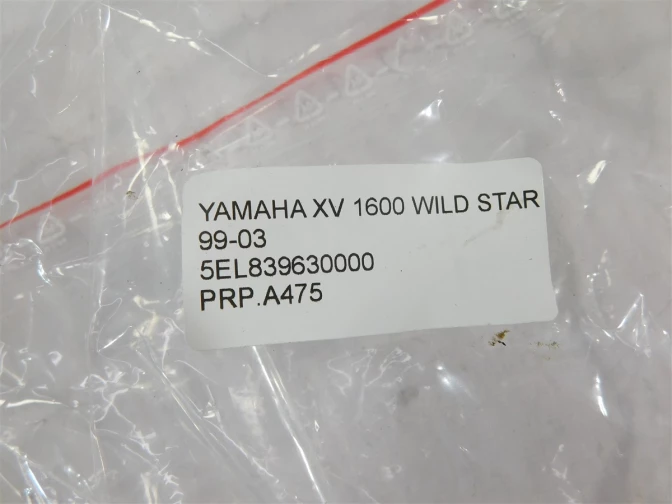 YAMAHA XV 1600 WILD STAR
99-03
5EL839630000
PRP.A475